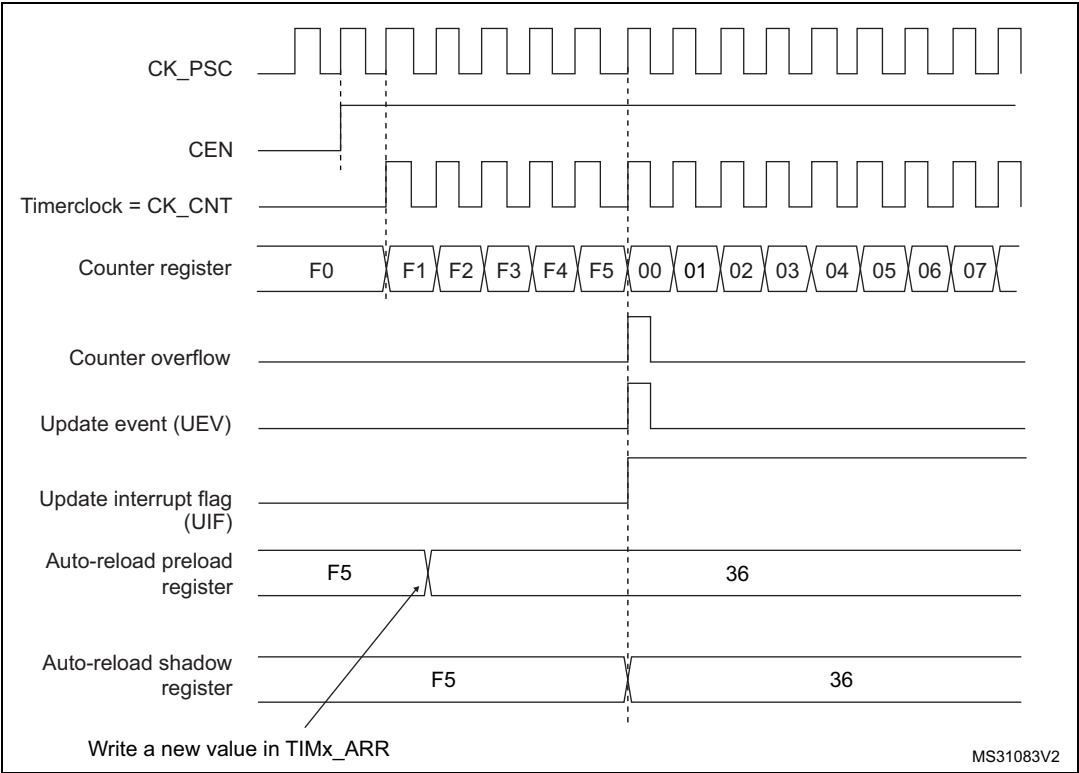 CK_PSC
CEN
Timerclock = CK_CNT
Counter register
F0 F1 F2 F3 F4 F5 00 01 02 03 04 05 06 07
Counter overflow
Update event (UEV)
Update interrupt flag
(UIF)
Auto-reload preload
register
F5 36
Auto-reload shadow
register
F5 36
Write a new value in TIMx_ARR
MS31083V2